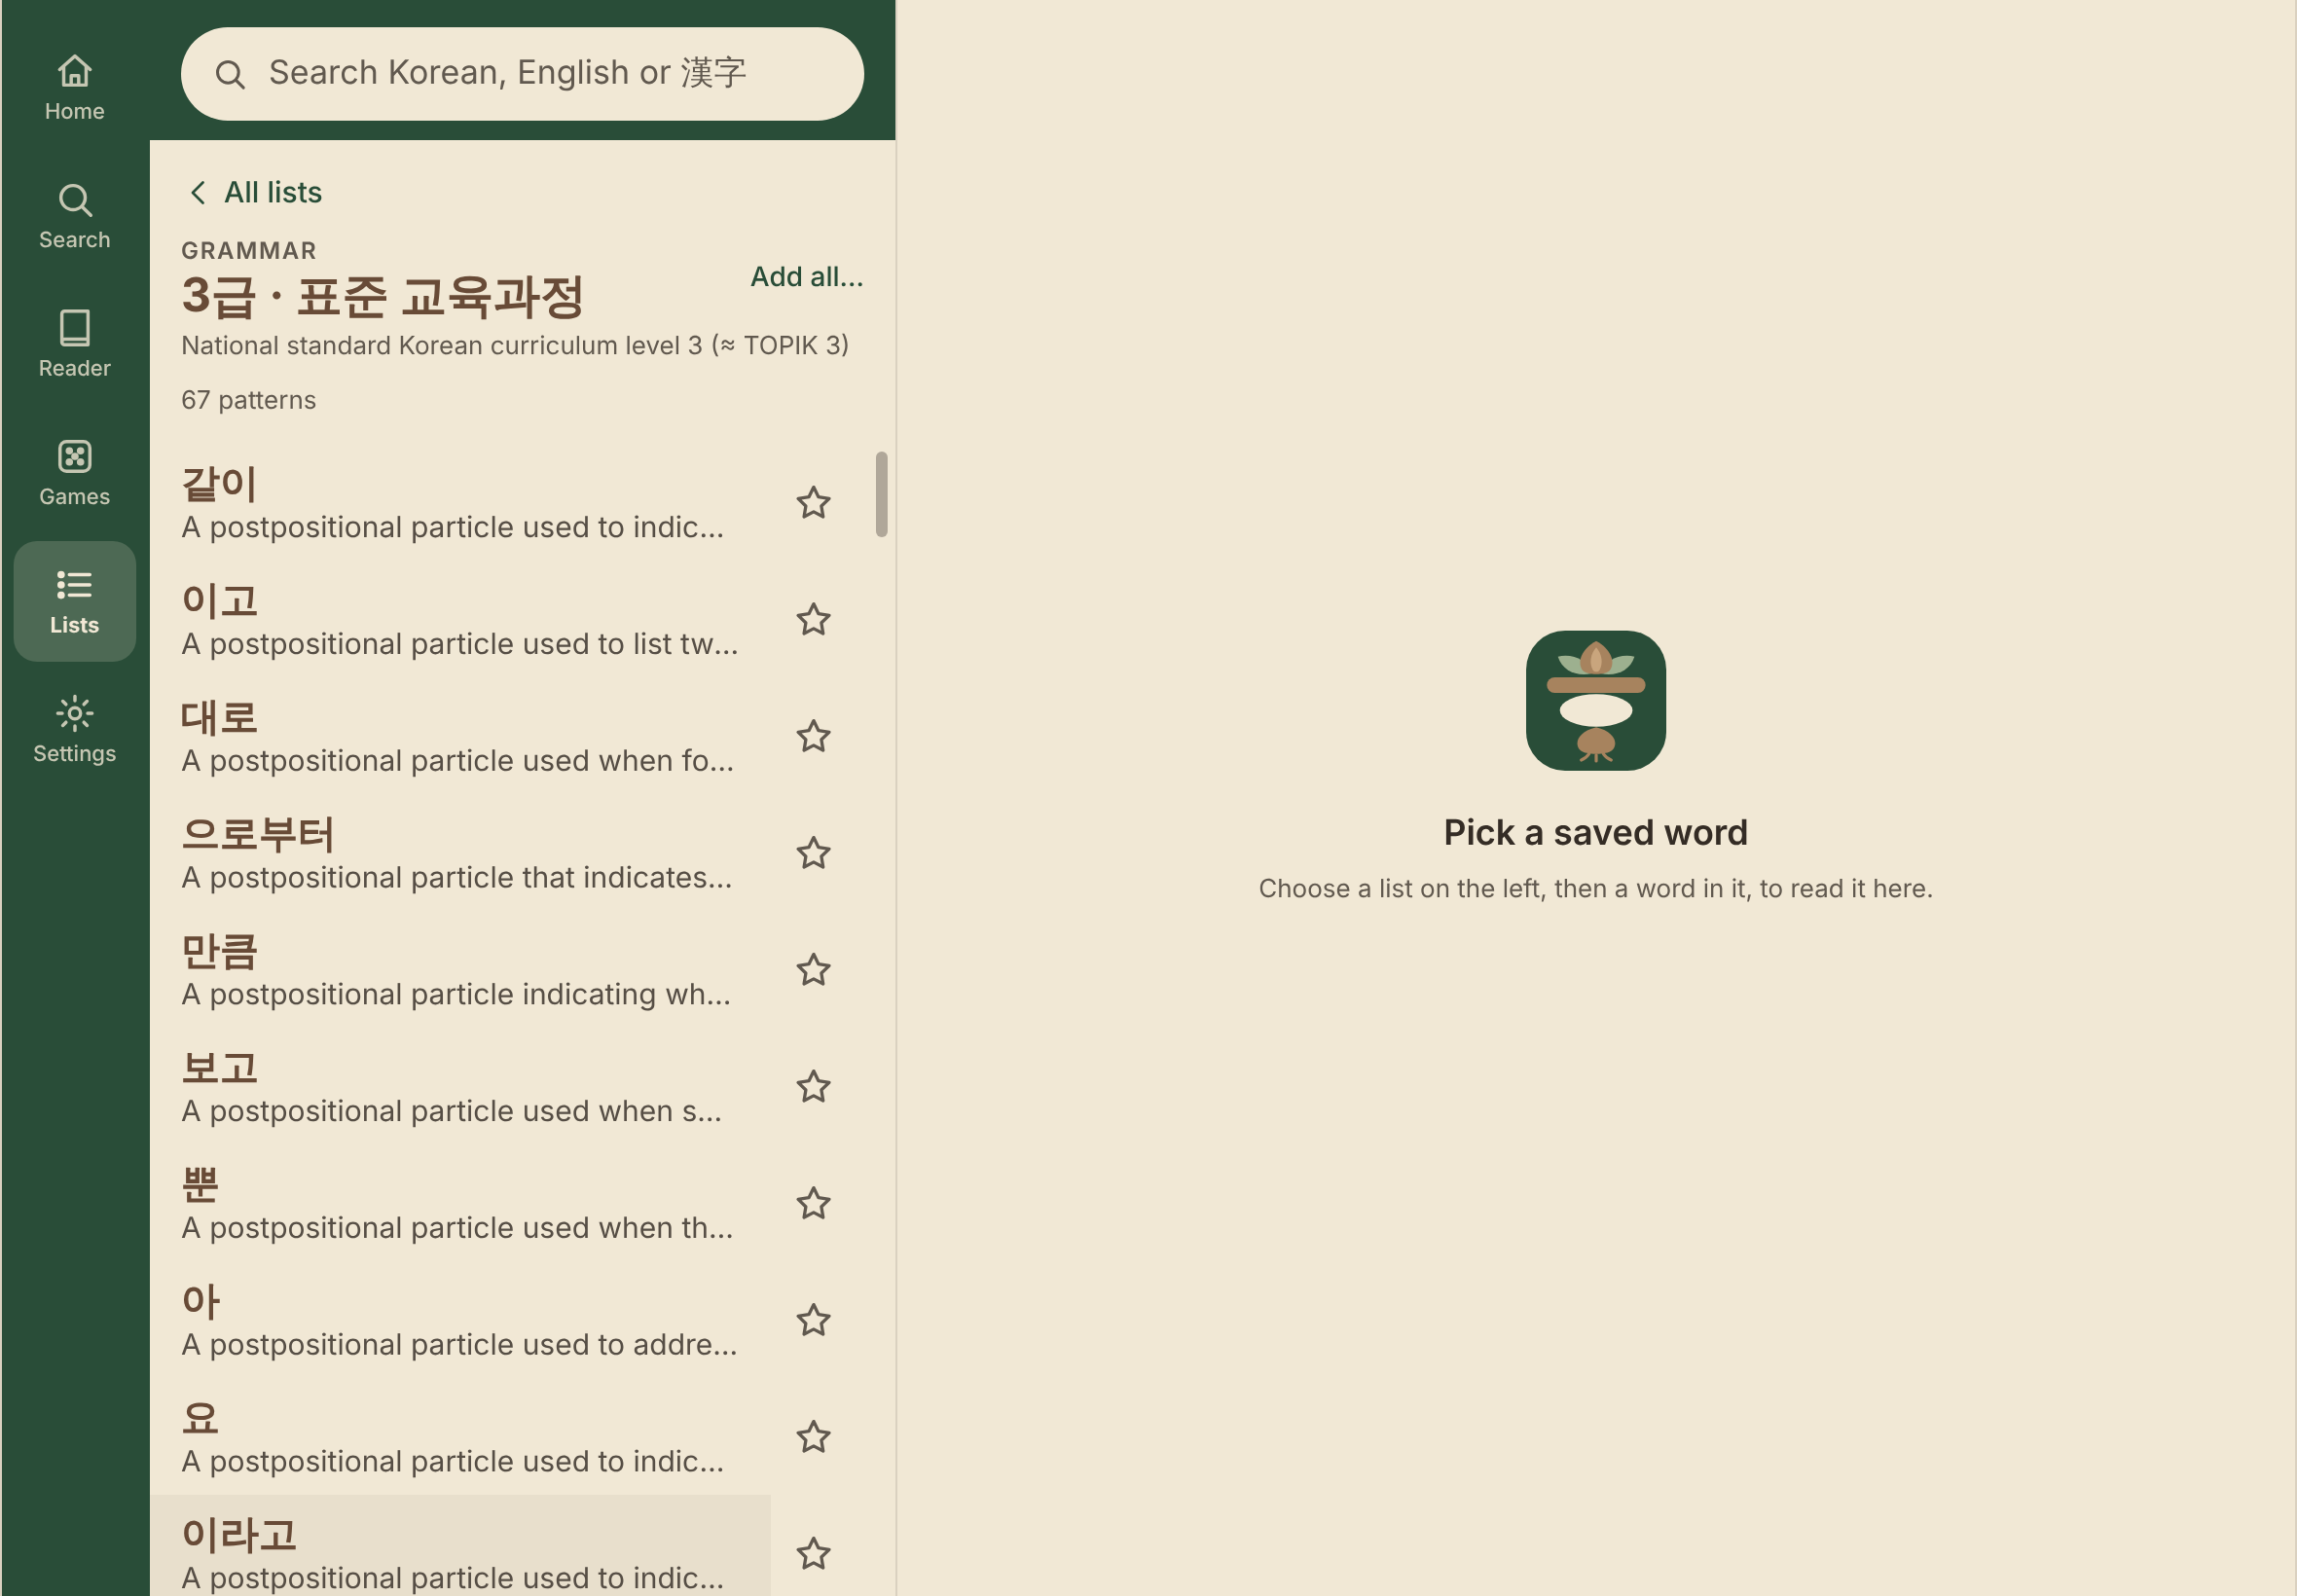 Home
Search
Reader
Games
Lists
Settings
Search Korean, English or 漢字
All lists
GRAMMAR
3급 · 표준 교육과정
Add all...
National standard Korean curriculum level 3 (≈ TOPIK 3)
67 patterns
같이
A postpositional particle used to indic...
이고
A postpositional particle used to list tw...
대로
A postpositional particle used when fo...
으로부터
A postpositional particle that indicates...
만큼
A postpositional particle indicating wh...
보고
A postpositional particle used when s...
뿐
A postpositional particle used when th...
아
A postpositional particle used to addre...
요
A postpositional particle used to indic...
이라고
A postpositional particle used to indic...
Pick a saved word
Choose a list on the left, then a word in it, to read it here.